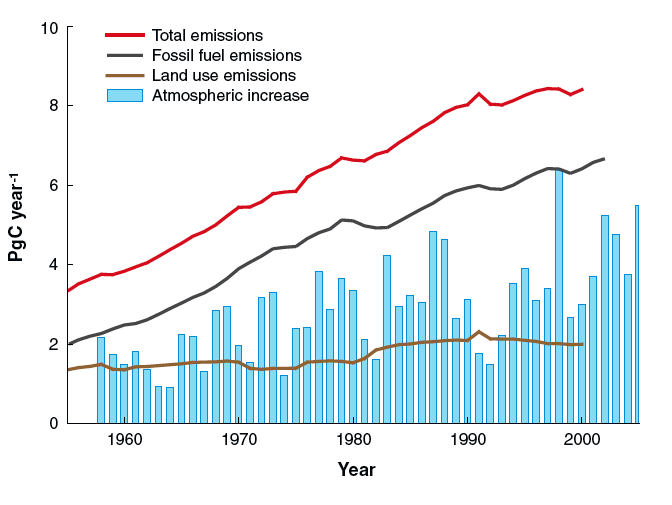 10
Total emissions
Fossil fuel emissions
Land use emissions
Atmospheric increase
8
6
4
2
0
PgC year-1
1960 1970 1980 1990 2000
Year